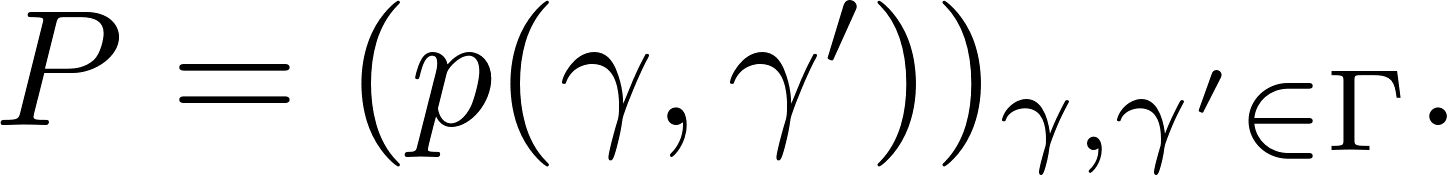 P = (p(γ, γ′))_{γ,γ′∈Γ}.